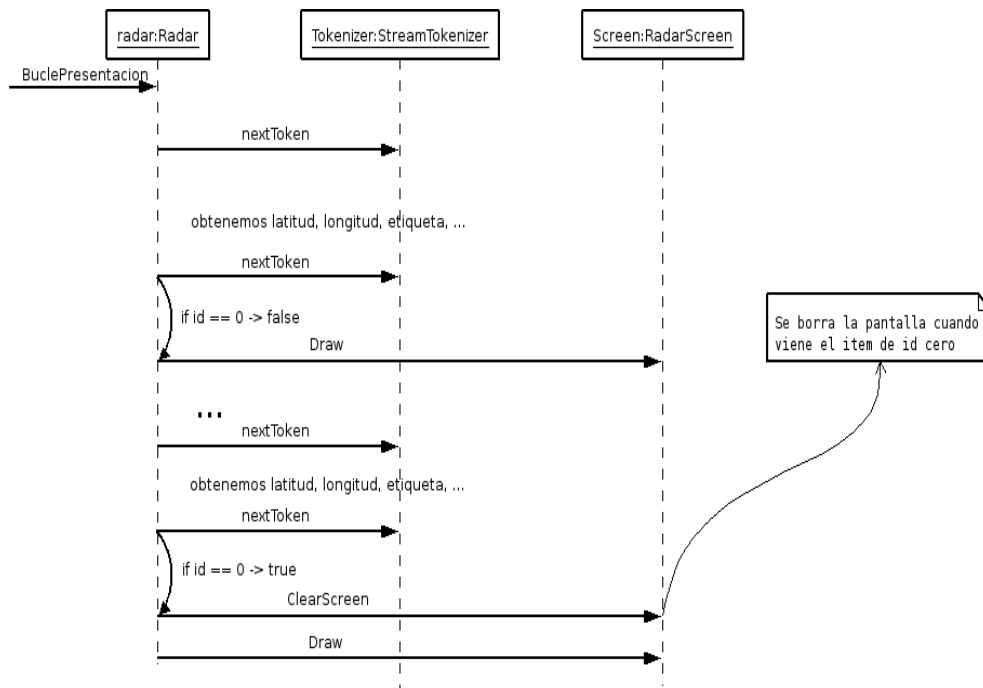 radar:Radar
Tokenizer:StreamTokenizer
Screen:RadarScreen
BuclePresentacion
nextToken
obtenemos latitud, longitud, etiqueta, ...
nextToken
if id == 0 -> false
Draw
Se borra la pantalla cuando
viene el item de id cero
...
nextToken
obtenemos latitud, longitud, etiqueta, ...
nextToken
if id == 0 -> true
ClearScreen
Draw